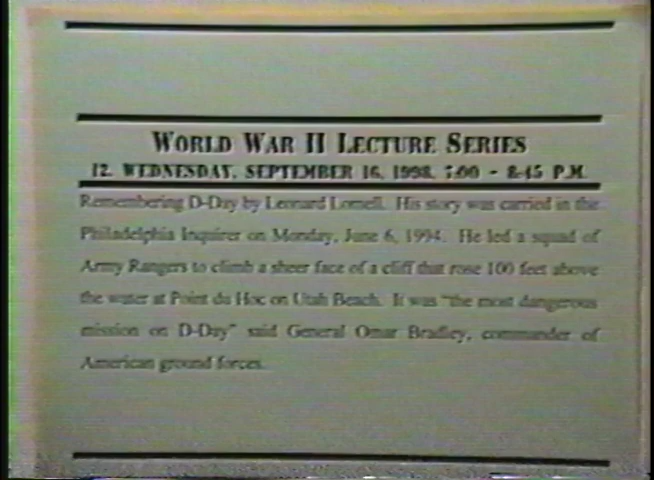 WORLD WAR II LECTURE SERIES
12. WEDNESDAY, SEPTEMBER 16, 1998, 7:00 - 8:45 P.M.
Remembering D-Day by Leonard Lomell. His story was carried in the
Philadelphia Inquirer on Monday, June 6, 1994. He led a squad of
Army Rangers to climb a sheer face of a cliff that rose 100 feet above
the water at Point du Hoc on Utah Beach. It was "the most dangerous
mission on D-Day" said General Omar Bradley, commander of
American ground forces.